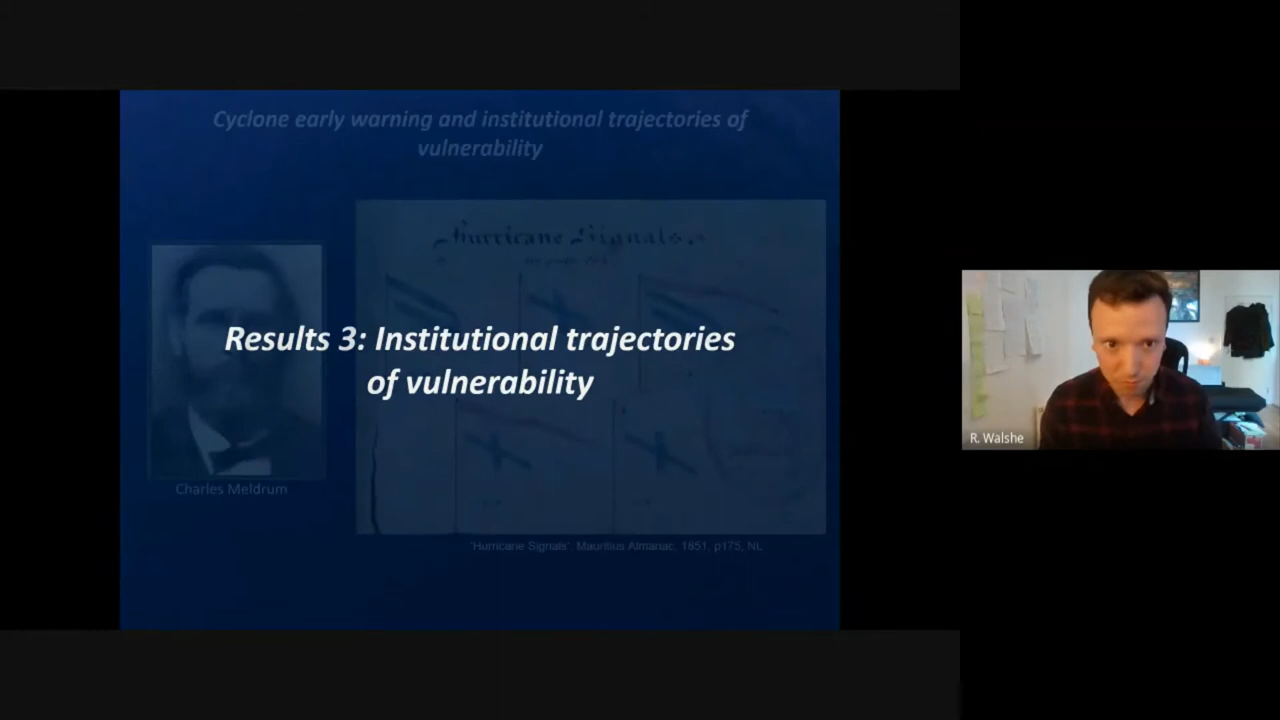 Cyclone early warning and institutional trajectories of
vulnerability
Hurricane Signals.
Results 3: Institutional trajectories
of vulnerability
Charles Meldrum
'Hurricane Signals'. Mauritius Almanac, 1851, p175, NL
R. Walshe